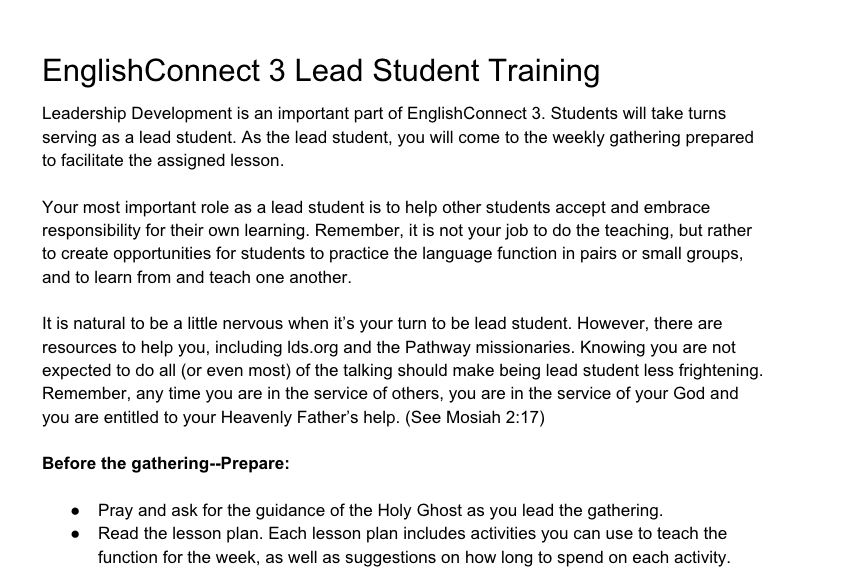 EnglishConnect 3 Lead Student Training
Leadership Development is an important part of EnglishConnect 3. Students will take turns
serving as a lead student. As the lead student, you will come to the weekly gathering prepared
to facilitate the assigned lesson.
Your most important role as a lead student is to help other students accept and embrace
responsibility for their own learning. Remember, it is not your job to do the teaching, but rather
to create opportunities for students to practice the language function in pairs or small groups,
and to learn from and teach one another.
It is natural to be a little nervous when it’s your turn to be lead student. However, there are
resources to help you, including lds.org and the Pathway missionaries. Knowing you are not
expected to do all (or even most) of the talking should make being lead student less frightening.
Remember, any time you are in the service of others, you are in the service of your God and
you are entitled to your Heavenly Father’s help. (See Mosiah 2:17)
Before the gathering--Prepare:
● Pray and ask for the guidance of the Holy Ghost as you lead the gathering.
● Read the lesson plan. Each lesson plan includes activities you can use to teach the
function for the week, as well as suggestions on how long to spend on each activity.